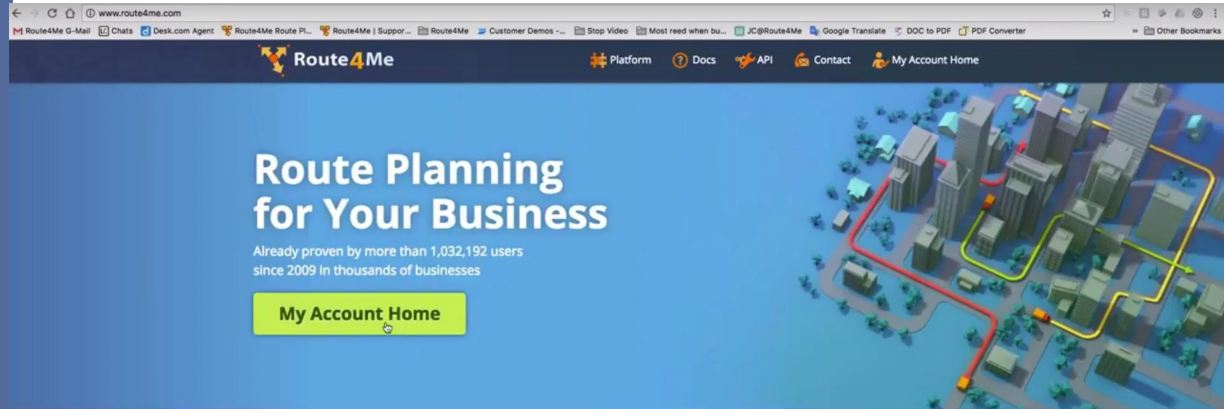 www.route4me.com
Route4Me G-Mail Chats Desk.com Agent Route4Me Route Pl... Route4Me | Suppor... Route4Me Customer Demos -... Stop Video Most reed when bu... JC@Route4Me Google Translate DOC to PDF PDF Converter » Other Bookmarks
Route4Me Platform Docs API Contact My Account Home
Route Planning
for Your Business
Already proven by more than 1,032,192 users
since 2009 in thousands of businesses
My Account Home